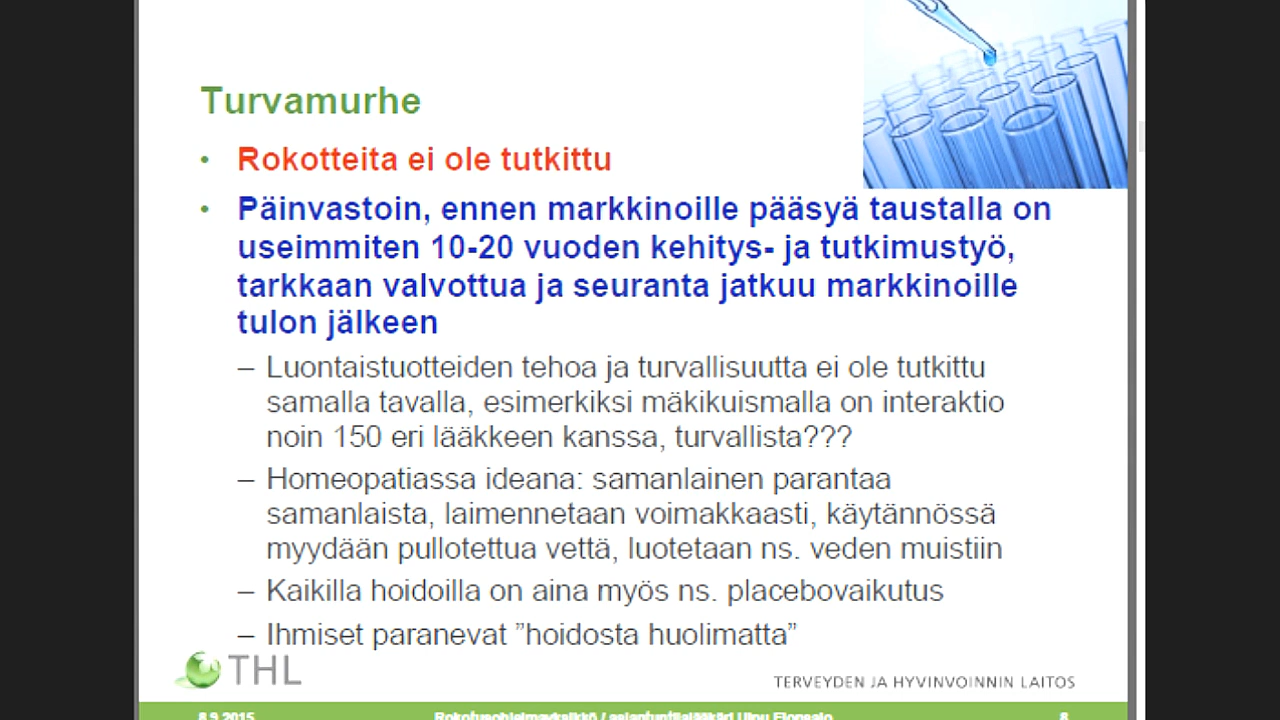 Turvamurhe
• Rokotteita ei ole tutkittu
• Päinvastoin, ennen markkinoille pääsyä taustalla on
useimmiten 10-20 vuoden kehitys- ja tutkimustyö,
tarkkaan valvottua ja seuranta jatkuu markkinoille
tulon jälkeen
– Luontaistuotteiden tehoa ja turvallisuutta ei ole tutkittu
samalla tavalla, esimerkiksi mäkikuismalla on interaktio
noin 150 eri lääkkeen kanssa, turvallista???
– Homeopatiassa ideana: samanlainen parantaa
samanlaista, laimennetaan voimakkaasti, käytännössä
myydään pullotettua vettä, luotetaan ns. veden muistiin
– Kaikilla hoidoilla on aina myös ns. placebovaikutus
– Ihmiset paranevat ”hoidosta huolimatta”
THL
TERVEYDEN JA HYVINVOINNIN LAITOS
8.9.2015
8